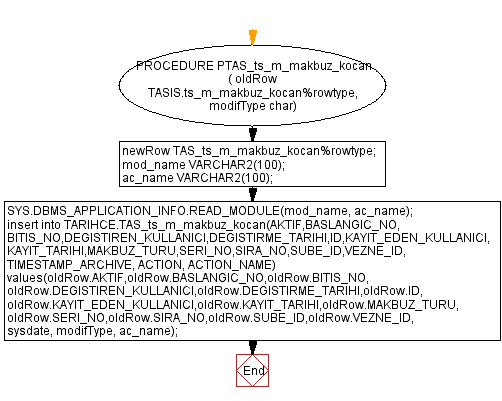 PROCEDURE PTAS_ts_m_makbuz_kocan
( oldRow
TASIS.ts_m_makbuz_kocan%rowtype,
modifType char)
newRow TAS_ts_m_makbuz_kocan%rowtype;
mod_name VARCHAR2(100);
ac_name VARCHAR2(100);
SYS.DBMS_APPLICATION_INFO.READ_MODULE(mod_name, ac_name);
insert into TARIHCE.TAS_ts_m_makbuz_kocan(AKTIF,BASLANGIC_NO,
BITIS_NO,DEGISTIREN_KULLANICI,DEGISTIRME_TARIHI,ID,KAYIT_EDEN_KULLANICI,
KAYIT_TARIHI,MAKBUZ_TURU,SERI_NO,SIRA_NO,SUBE_ID,VEZNE_ID,
TIMESTAMP_ARCHIVE, ACTION, ACTION_NAME)
values(oldRow.AKTIF,oldRow.BASLANGIC_NO,oldRow.BITIS_NO,
oldRow.DEGISTIREN_KULLANICI,oldRow.DEGISTIRME_TARIHI,oldRow.ID,
oldRow.KAYIT_EDEN_KULLANICI,oldRow.KAYIT_TARIHI,oldRow.MAKBUZ_TURU,
oldRow.SERI_NO,oldRow.SIRA_NO,oldRow.SUBE_ID,oldRow.VEZNE_ID,
sysdate, modifType, ac_name);
End